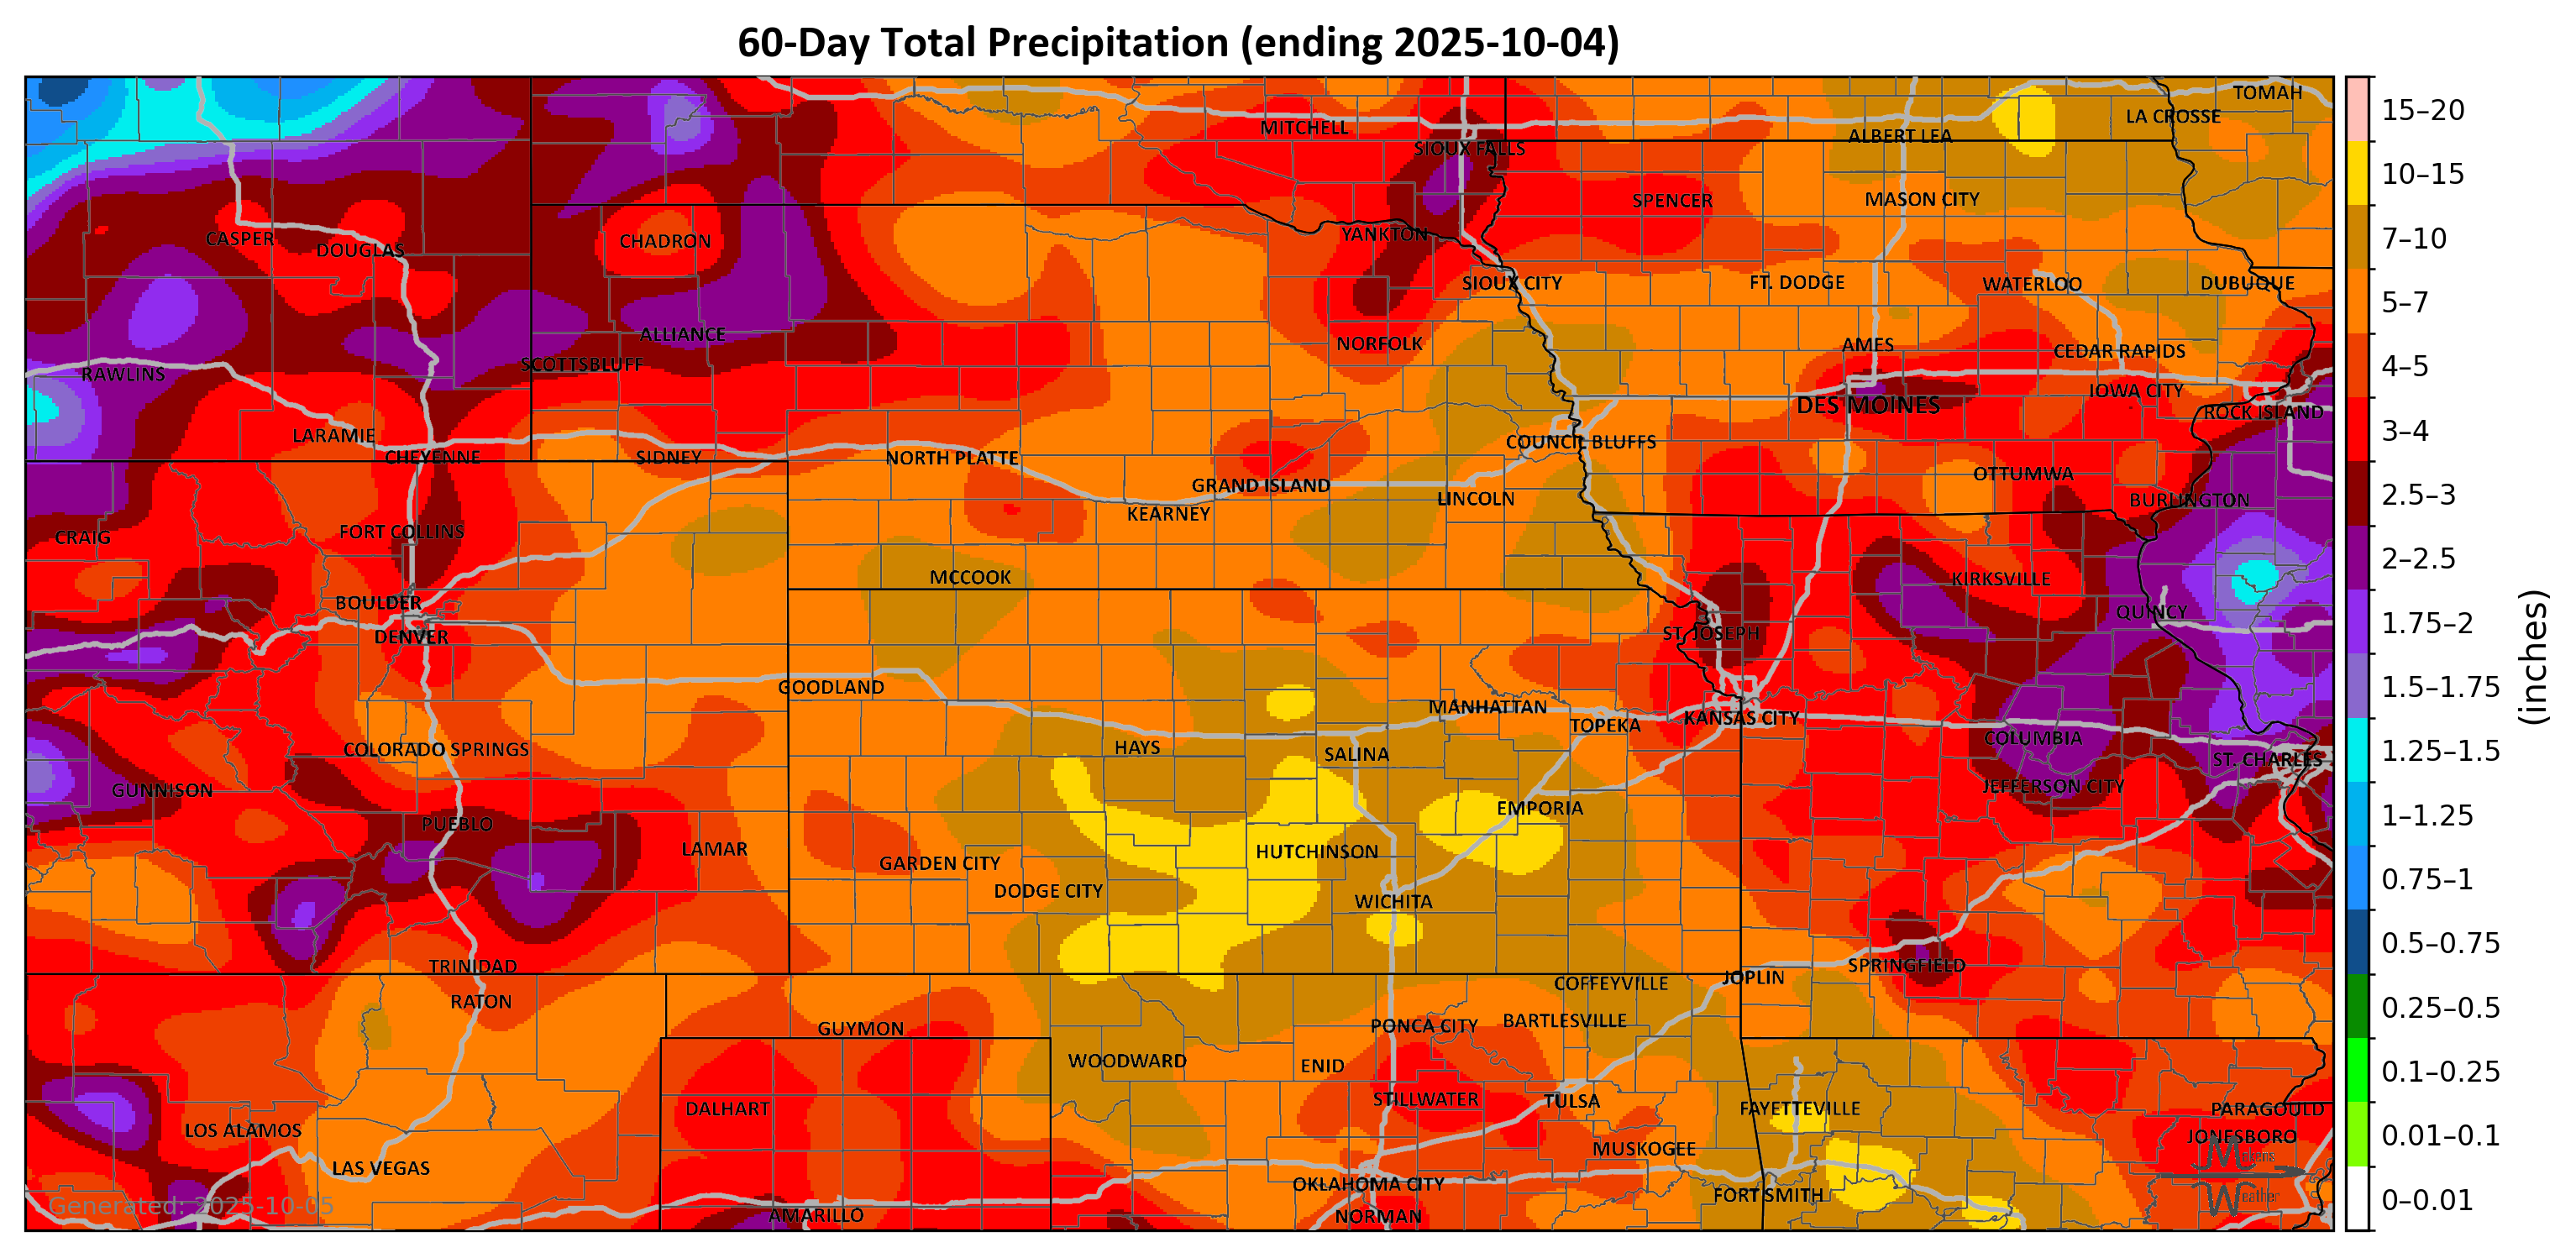 60-Day Total Precipitation (ending 2025-10-04)
TOMAH
LA CROSSE
MITCHELL
ALBERT LEA
SIOUX FALLS
SPENCER
MASON CITY
CASPER
DOUGLAS
CHADRON
YANKTON
SIOUX CITY
FT. DODGE
WATERLOO
DUBUQUE
ALLIANCE
NORFOLK
AMES
CEDAR RAPIDS
SCOTTSBLUFF
RAWLINS
IOWA CITY
DES MOINES
ROCK ISLAND
LARAMIE
COUNCIL BLUFFS
CHEYENNE
SIDNEY
NORTH PLATTE
OTTUMWA
GRAND ISLAND
LINCOLN
BURLINGTON
KEARNEY
CRAIG
FORT COLLINS
MCCOOK
KIRKSVILLE
BOULDER
QUINCY
DENVER
ST. JOSEPH
GOODLAND
MANHATTAN
TOPEKA
KANSAS CITY
COLUMBIA
COLORADO SPRINGS
HAYS
SALINA
ST. CHARLES
GUNNISON
JEFFERSON CITY
EMPORIA
PUEBLO
LAMAR
HUTCHINSON
GARDEN CITY
DODGE CITY
WICHITA
TRINIDAD
SPRINGFIELD
JOPLIN
COFFEYVILLE
RATON
GUYMON
PONCA CITY
BARTLESVILLE
WOODWARD
ENID
STILLWATER
TULSA
DALHART
FAYETTEVILLE
PARAGOULD
LOS ALAMOS
JONESBORO
MUSKOGEE
LAS VEGAS
OKLAHOMA CITY
FORT SMITH
AMARILLO
NORMAN
Generated: 2025-10-05
Weather
15–20
10–15
7–10
5–7
4–5
3–4
2.5–3
2–2.5
1.75–2
1.5–1.75
1.25–1.5
1–1.25
0.75–1
0.5–0.75
0.25–0.5
0.1–0.25
0.01–0.1
0–0.01
(inches)